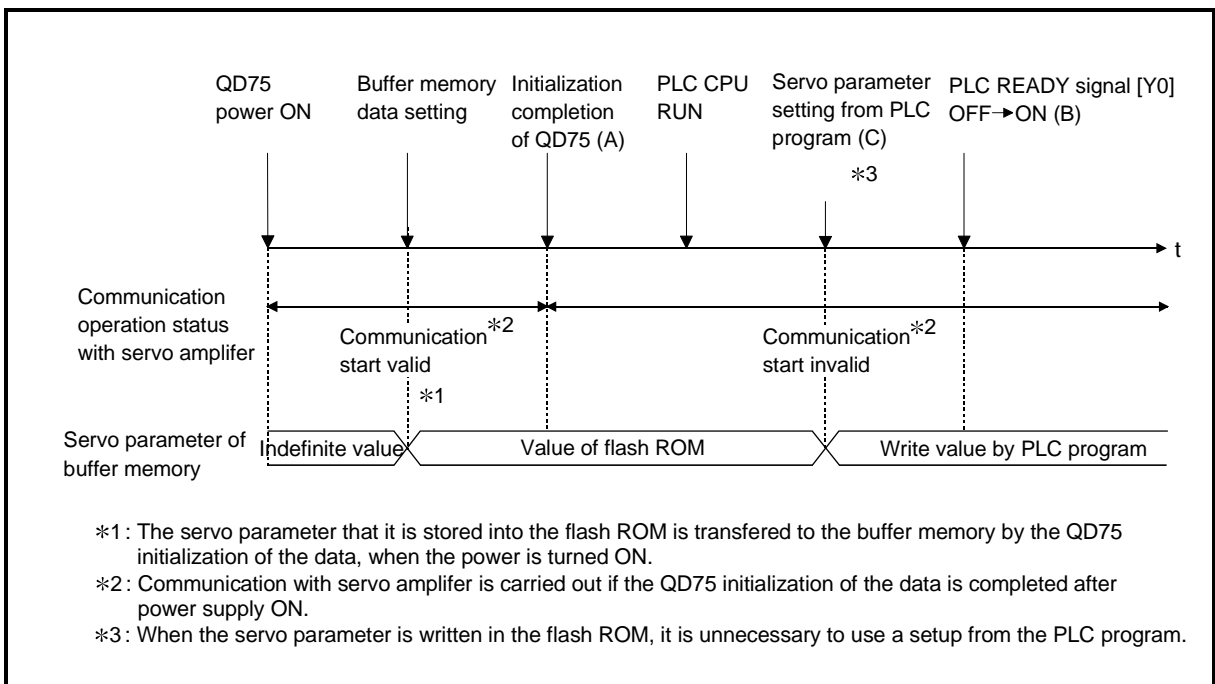 QD75
power ON
Buffer memory
data setting
Initialization
completion
of QD75 (A)
PLC CPU
RUN
Servo parameter
setting from PLC
program (C)
PLC READY signal [Y0]
OFF→ON (B)
*3
t
Communication
operation status
with servo amplifer
Communication*2
start valid
Communication*2
start invalid
*1
Servo parameter of
buffer memory
Indefinite value
Value of flash ROM
Write value by PLC program
*1: The servo parameter that it is stored into the flash ROM is transfered to the buffer memory by the QD75
initialization of the data, when the power is turned ON.
*2: Communication with servo amplifer is carried out if the QD75 initialization of the data is completed after
power supply ON.
*3: When the servo parameter is written in the flash ROM, it is unnecessary to use a setup from the PLC program.